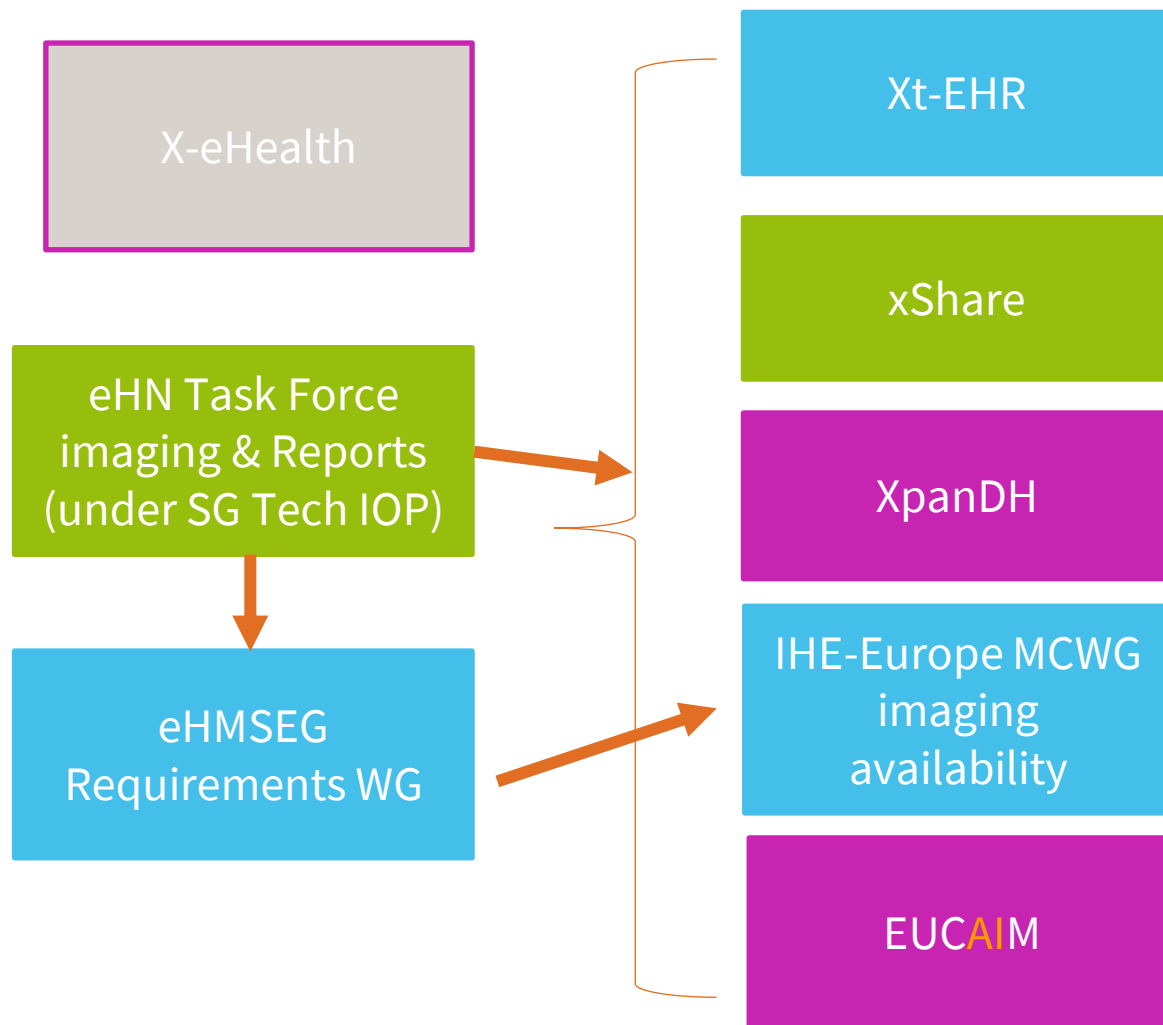 X-eHealth
eHN Task Force
imaging & Reports
(under SG Tech IOP)
eHMSEG
Requirements WG
Xt-EHR
xShare
XpanDH
IHE-Europe MCWG
imaging
availability
EUCAIM